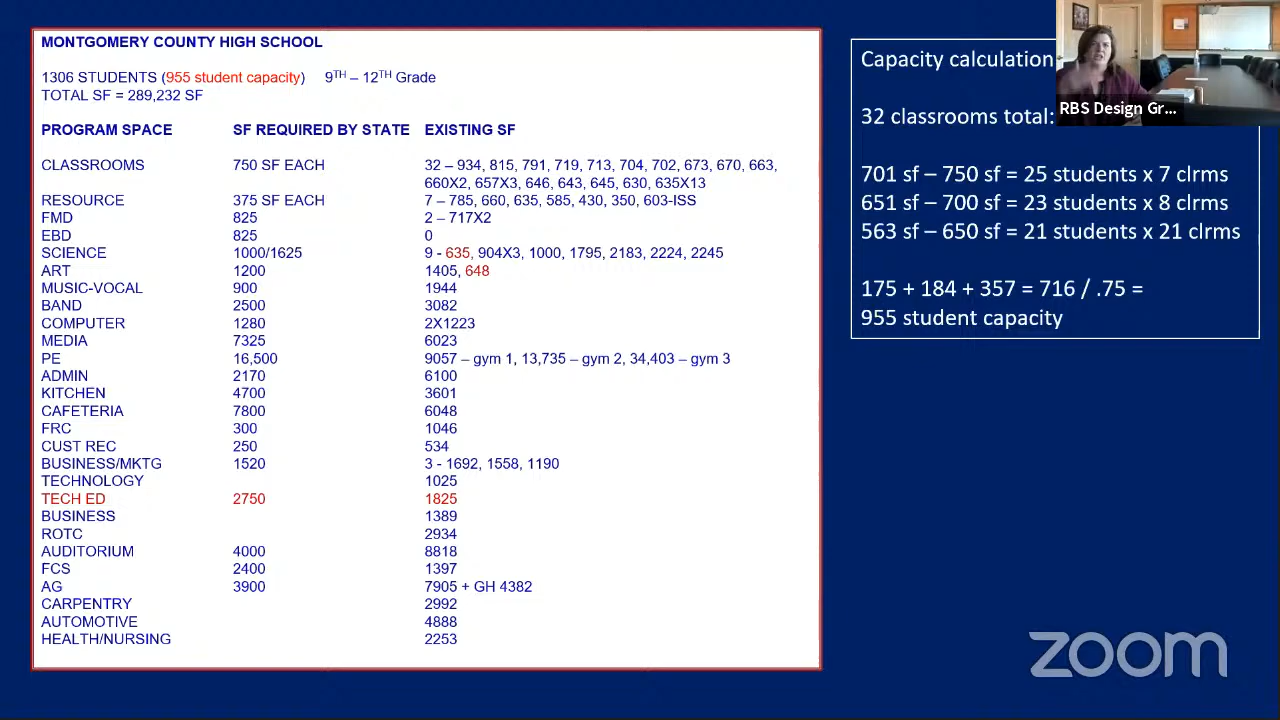 MONTGOMERY COUNTY HIGH SCHOOL
1306 STUDENTS (955 student capacity) 9TH – 12TH Grade
TOTAL SF = 289,232 SF
PROGRAM SPACE SF REQUIRED BY STATE EXISTING SF
CLASSROOMS 750 SF EACH 32 – 934, 815, 791, 719, 713, 704, 702, 673, 670, 663,
660X2, 657X3, 646, 643, 645, 630, 635X13
RESOURCE 375 SF EACH 7 – 785, 660, 635, 585, 430, 350, 603-ISS
FMD 825 2 – 717X2
EBD 825 0
SCIENCE 1000/1625 9 - 635, 904X3, 1000, 1795, 2183, 2224, 2245
ART 1200 1405, 648
MUSIC-VOCAL 900 1944
BAND 2500 3082
COMPUTER 1280 2X1223
MEDIA 7325 6023
PE 16,500 9057 – gym 1, 13,735 – gym 2, 34,403 – gym 3
ADMIN 2170 6100
KITCHEN 4700 3601
CAFETERIA 7800 6048
FRC 300 1046
CUST REC 250 534
BUSINESS/MKTG 1520 3 - 1692, 1558, 1190
TECHNOLOGY 1025
TECH ED 2750 1825
BUSINESS 1389
ROTC 2934
AUDITORIUM 4000 8818
FCS 2400 1397
AG 3900 7905 + GH 4382
CARPENTRY 2992
AUTOMOTIVE 4888
HEALTH/NURSING 2253
Capacity calculation
32 classrooms total:
701 sf – 750 sf = 25 students x 7 clrms
651 sf – 700 sf = 23 students x 8 clrms
563 sf – 650 sf = 21 students x 21 clrms
175 + 184 + 357 = 716 / .75 =
955 student capacity
RBS Design Gr...
zoom